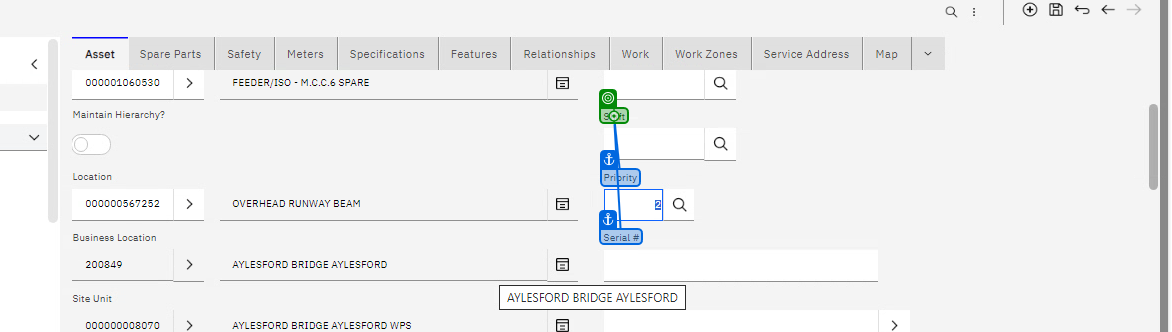 Asset Spare Parts Safety Meters Specifications Features Relationships Work Work Zones Service Address Map
000001060530 FEEDER/ISO - M.C.C.6 SPARE
Maintain Hierarchy?
Location
Priority
000000567252 OVERHEAD RUNWAY BEAM 2
Business Location
Serial #
200849 AYLESFORD BRIDGE AYLESFORD
Site Unit
AYLESFORD BRIDGE AYLESFORD
000000008070 AYLESFORD BRIDGE AYLESFORD WPS